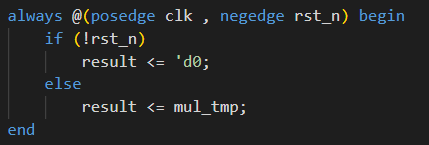 always @(posedge clk , negedge rst_n) begin
    if (!rst_n)
        result <= 'd0;
    else
        result <= mul_tmp;
end